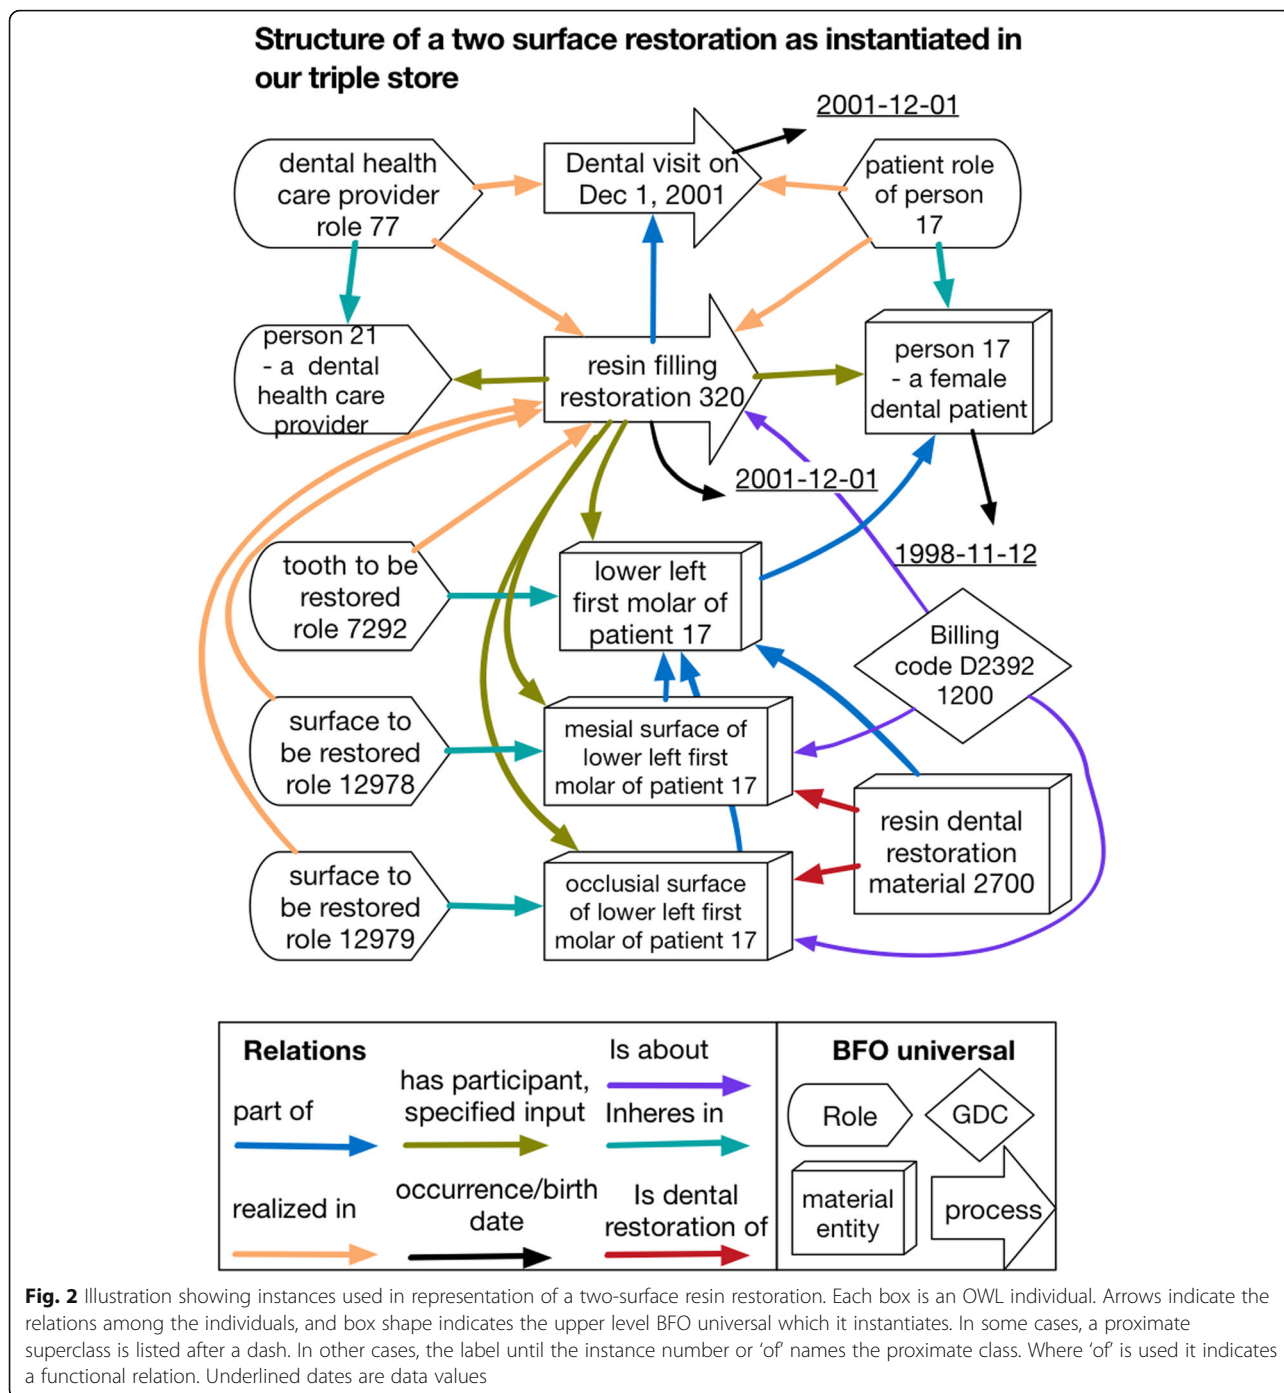 Structure of a two surface restoration as instantiated in
our triple store
2001-12-01
dental health
care provider
role 77
Dental visit on
Dec 1, 2001
patient role
of person
17
person 21
- a dental
health care
provider
resin filling
restoration 320
person 17
- a female
dental patient
2001-12-01
1998-11-12
tooth to be
restored
role 7292
lower left
first molar of
patient 17
Billing
code D2392
1200
surface to
be restored
role 12978
mesial surface of
lower left first
molar of patient 17
resin dental
restoration
material 2700
surface to
be restored
role 12979
occlusial surface
of lower left first
molar of patient 17
Relations
part of
has participant,
specified input
Is about
Inheres in
realized in
occurrence/birth
date
Is dental
restoration of
BFO universal
Role
GDC
material
entity
process
Fig. 2 Illustration showing instances used in representation of a two-surface resin restoration. Each box is an OWL individual. Arrows indicate the
relations among the individuals, and box shape indicates the upper level BFO universal which it instantiates. In some cases, a proximate
superclass is listed after a dash. In other cases, the label until the instance number or ‘of’ names the proximate class. Where ‘of’ is used it indicates
a functional relation. Underlined dates are data values